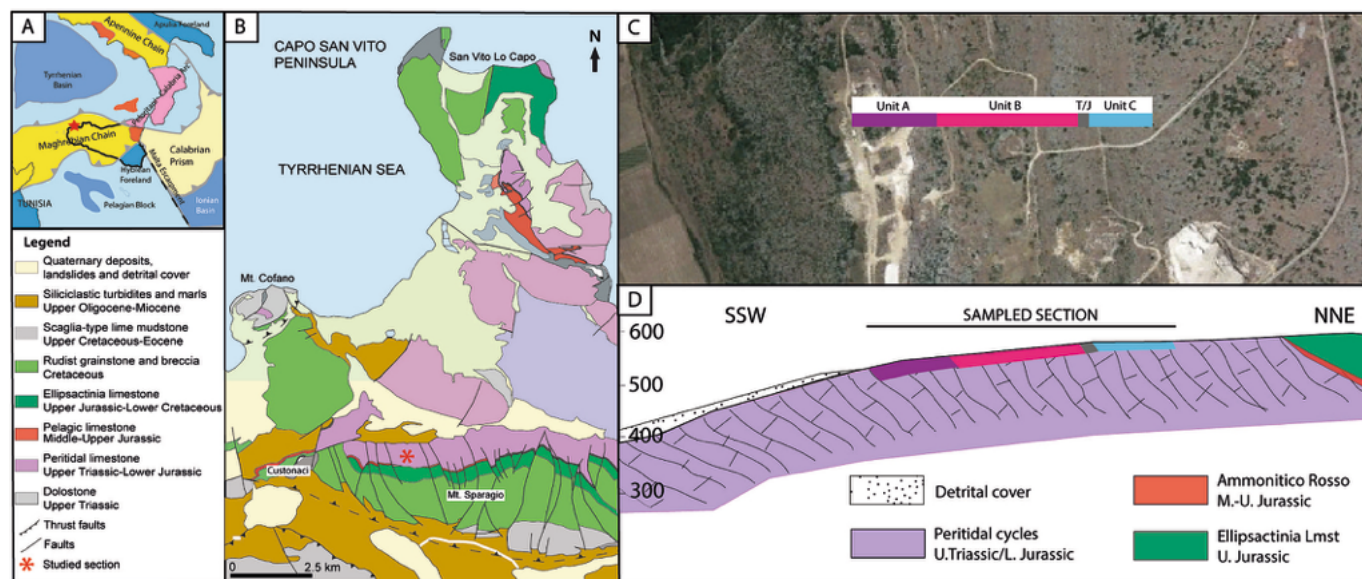 A
Apennine Chain
Apulia Foreland
Tyrrhenian
Basin
Maghrebian Chain
Calabrian
Prism
Hyblean
Foreland
Malta Escarpment
TUNISIA
Pelagian Block
Ionian
Basin
Legend
Quaternary deposits,
landslides and detrital cover
Siliciclastic turbidites and marls
Upper Oligocene-Miocene
Scaglia-type lime mudstone
Upper Cretaceous-Eocene
Rudist grainstone and breccia
Cretaceous
Ellipsactinia limestone
Upper Jurassic-Lower Cretaceous
Pelagic limestone
Middle-Upper Jurassic
Peritidal limestone
Upper Triassic-Lower Jurassic
Dolostone
Upper Triassic
Thrust faults
Faults
Studied section
B
CAPO SAN VITO
PENINSULA
San Vito Lo Capo
N
TYRRHENIAN SEA
Mt. Cofano
Custonaci
Mt. Sparagio
0 2.5 km
C
Unit A Unit B T/J Unit C
D
SSW SAMPLED SECTION NNE
600
500
400
300
Detrital cover
Peritidal cycles
U.Triassic/L. Jurassic
Ammonitico Rosso
M.-U. Jurassic
Ellipsactinia Lmst
U. Jurassic